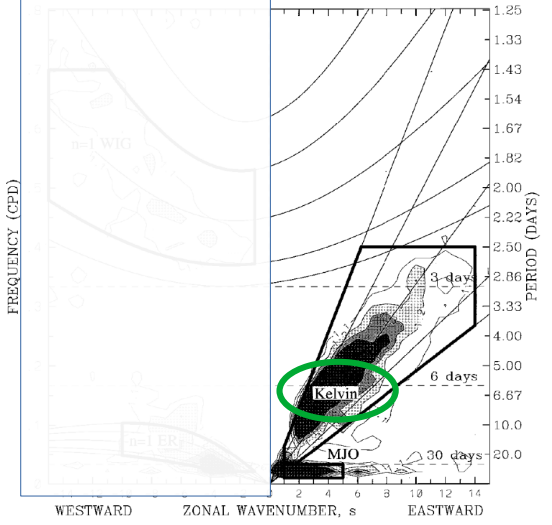 1.25
1.33
1.43
1.54
1.67
1.82
2.00
2.22
2.50
2.86
3.33
4.00
5.00
6.67
10.0
20.0
PERIOD (DAYS)
FREQUENCY (CPD)
n=1 WIG
n=1 ER
3 days
6 days
30 days
Kelvin
MJO
2 4 6 8 10 12 14
WESTWARD ZONAL WAVENUMBER, s EASTWARD